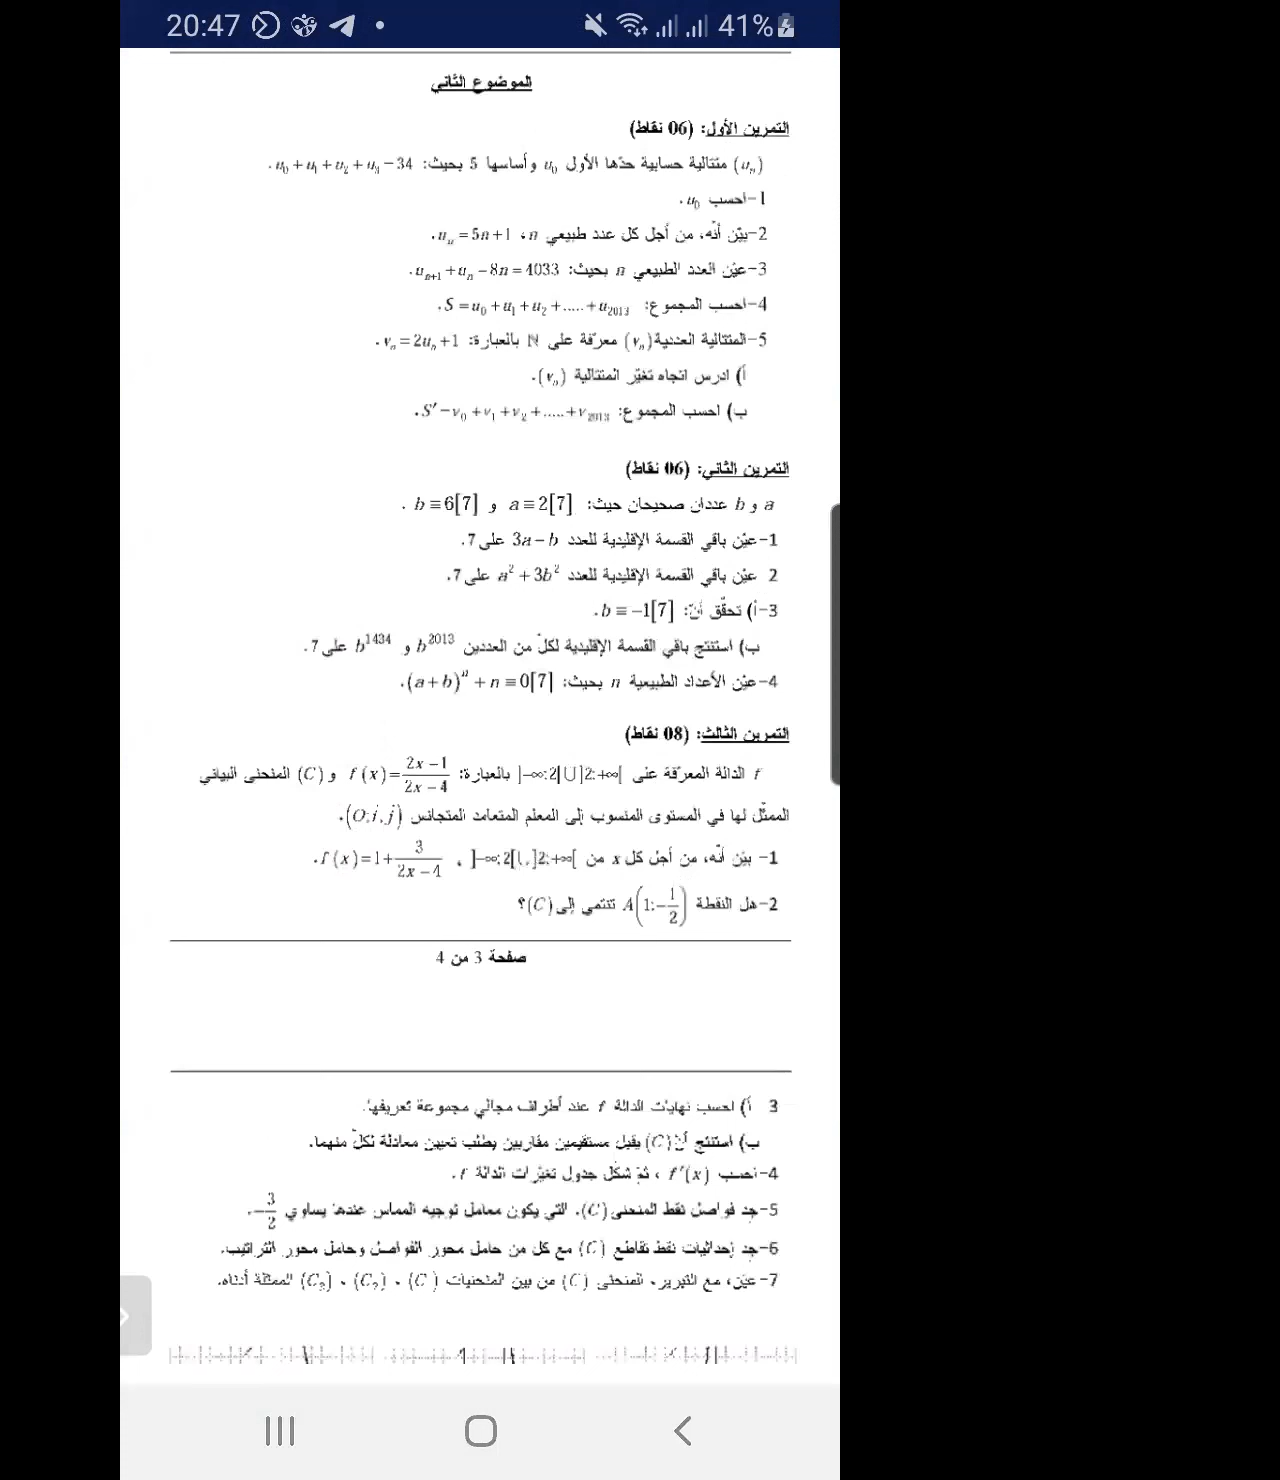 20:47 41%
الموضوع الثاني
التمرين الأول: (06 نقاط)
(uₙ) متتالية حسابية حدّها الأول u₀ وأساسها 5 بحيث: u₀ + u₁ + u₂ + u₃ = 34.
1-احسب u₀.
2-بيّن أنّه، من أجل كل عدد طبيعي n، uₙ = 5n + 1.
3-عيّن العدد الطبيعي n بحيث: uₙ₊₁ + uₙ − 8n = 4033.
4-احسب المجموع: S = u₀ + u₁ + u₂ + ..... + u₂₀₁₃.
5-المتتالية العددية (vₙ) معرّفة على ℕ بالعبارة: vₙ = 2uₙ + 1.
أ) ادرس اتجاه تغيّر المتتالية (vₙ).
ب) احسب المجموع: S′ = v₀ + v₁ + v₂ + ..... + v₂₀₁₃.
التمرين الثاني: (06 نقاط)
a و b عددان صحيحان حيث: a ≡ 2[7] و b ≡ 6[7].
1-عيّن باقي القسمة الإقليدية للعدد 3a − b على 7.
2 عيّن باقي القسمة الإقليدية للعدد a² + 3b² على 7.
3-أ) تحقّق أنّ: b ≡ −1[7].
ب) استنتج باقي القسمة الإقليدية لكلّ من العددين b²⁰¹³ و b¹⁴³⁴ على 7.
4-عيّن الأعداد الطبيعية n بحيث: (a + b)ⁿ + n ≡ 0[7].
التمرين الثالث: (08 نقاط)
f الدالة المعرّفة على ]−∞;2[∪]2;+∞[ بالعبارة: f(x) = (2x − 1)/(2x − 4) و (C) المنحنى البياني
الممثّل لها في المستوى المنسوب إلى المعلم المتعامد المتجانس (O;i,j).
1- بيّن أنّه، من أجل كل x من ]−∞;2[∪]2;+∞[ ، f(x) = 1 + 3/(2x − 4).
2-هل النقطة A(1;−1/2) تنتمي إلى (C)؟
صفحة 3 من 4
3 أ) احسب نهايات الدالة f عند أطراف مجالي مجموعة تعريفها.
ب) استنتج أنّ (C) يقبل مستقيمين مقاربين يطلب تعيين معادلة لكلّ منهما.
4-احسب f′(x) ، ثمّ شكّل جدول تغيّرات الدالة f.
5-جد فواصل نقط المنحنى (C)، التي يكون معامل توجيه المماس عندها يساوي −3/2.
6-جد إحداثيات نقط تقاطع (C) مع كل من حامل محور الفواصل وحامل محور التراتيب.
7-عيّن، مع التبرير، المنحنى (C) من بين المنحنيات (C ) ، (C₂) ، (C₃) الممثلة أدناه.